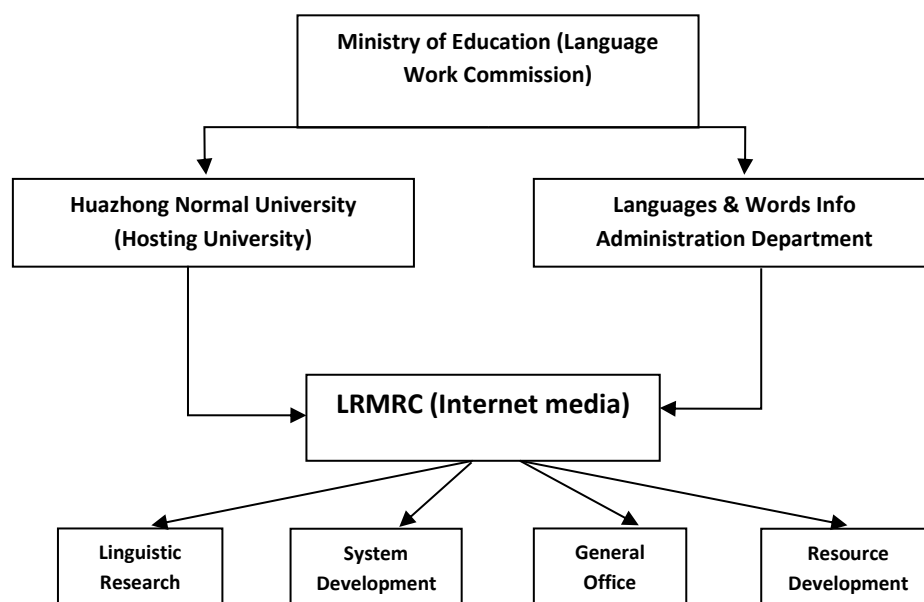 Ministry of Education (Language
Work Commission)
Huazhong Normal University
(Hosting University)
Languages & Words Info
Administration Department
LRMRC (Internet media)
Linguistic
Research
System
Development
General
Office
Resource
Development